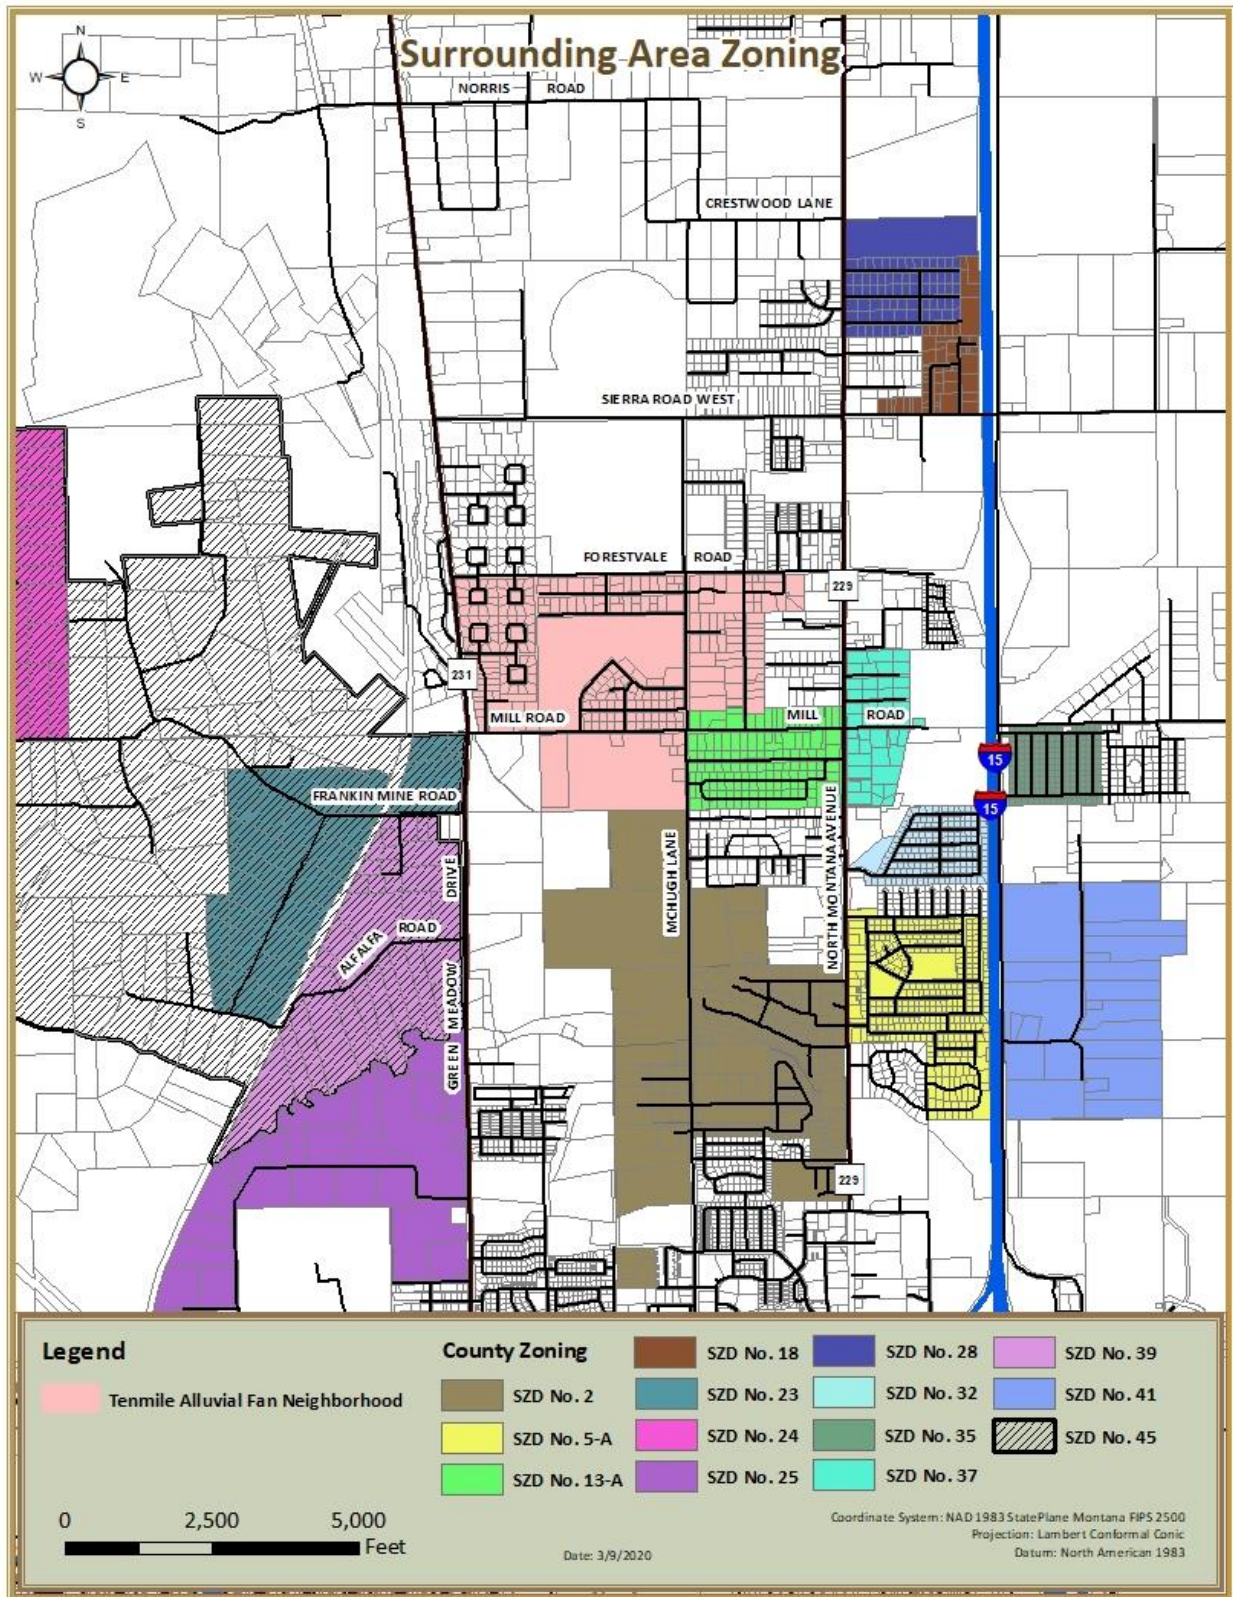 Surrounding Area Zoning
N
W E
S
NORRIS ROAD
CRESTWOOD LANE
SIERRA ROAD WEST
FORESTVALE ROAD
229
231
MILL ROAD
MILL ROAD
15
15
FRANKIN MINE ROAD
MCHUGH LANE
NORTH MONTANA AVENUE
GREEN MEADOW DRIVE
ALFALFA ROAD
229
Legend
Tenmile Alluvial Fan Neighborhood
County Zoning
SZD No. 2
SZD No. 5-A
SZD No. 13-A
SZD No. 18
SZD No. 23
SZD No. 24
SZD No. 25
SZD No. 28
SZD No. 32
SZD No. 35
SZD No. 37
SZD No. 39
SZD No. 41
SZD No. 45
0 2,500 5,000
Feet
Date: 3/9/2020
Coordinate System: NAD 1983 StatePlane Montana FIPS 2500
Projection: Lambert Conformal Conic
Datum: North American 1983